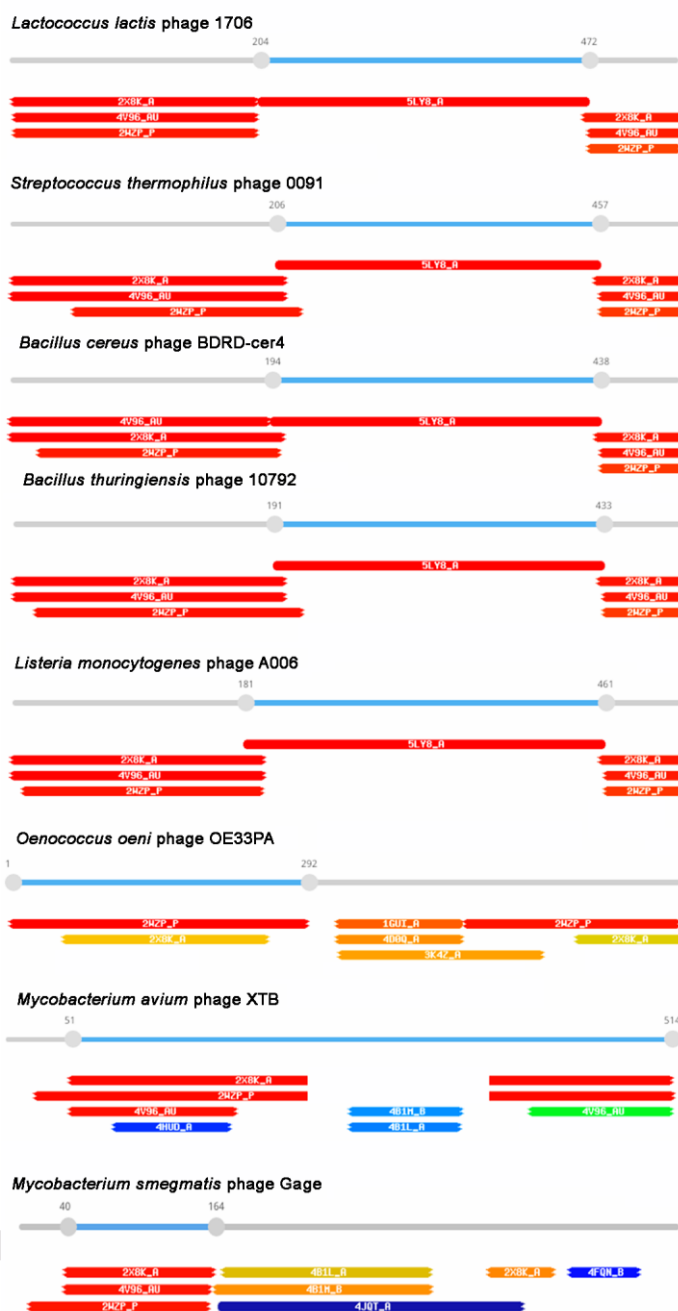 Lactococcus lactis phage 1706
204 472
2X8K_A 5LY8_A
4V96_AU 2X8K_A
2WZP_P 4V96_AU
2WZP_P
Streptococcus thermophilus phage 0091
206 457
5LY8_A
2X8K_A 2X8K_A
4V96_AU 4V96_AU
2WZP_P 2WZP_P
Bacillus cereus phage BDRD-cer4
194 438
4V96_AU 5LY8_A
2X8K_A 2X8K_A
2WZP_P 4V96_AU
2WZP_P
Bacillus thuringiensis phage 10792
191 433
5LY8_A
2X8K_A 2X8K_A
4V96_AU 4V96_AU
2WZP_P 2WZP_P
Listeria monocytogenes phage A006
181 461
5LY8_A
2X8K_A 2X8K_A
4V96_AU 4V96_AU
2WZP_P 2WZP_P
Oenococcus oeni phage OE33PA
1 292
2WZP_P 1GUI_A 2WZP_P
2X8K_A 4D8Q_A 2X8K_A
3K4Z_A
Mycobacterium avium phage XTB
51 514
2X8K_A
2WZP_P
4V96_AU 4B1M_B 4V96_AU
4HUD_A 4B1L_A
Mycobacterium smegmatis phage Gage
40 164
2X8K_A 4B1L_A 2X8K_A 4FQN_B
4V96_AU 4B1M_B
2WZP_P 4JQT_A